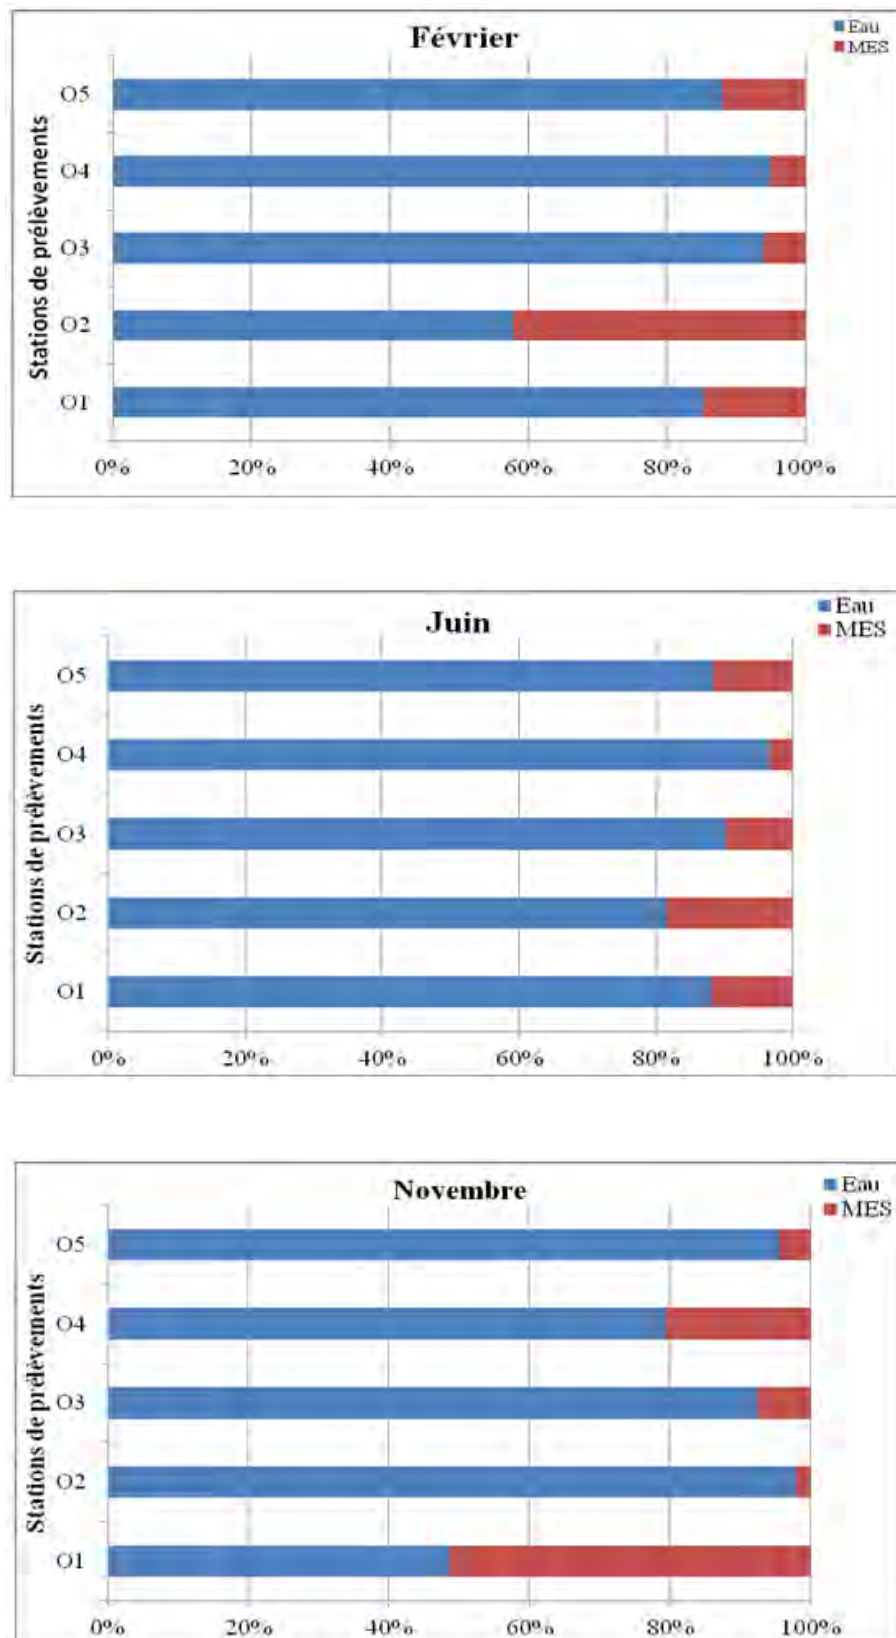 Février
Eau
MES
Stations de prélèvements
O5
O4
O3
O2
O1
0% 20% 40% 60% 80% 100%
Juin
Eau
MES
Stations de prélèvements
O5
O4
O3
O2
O1
0% 20% 40% 60% 80% 100%
Novembre
Eau
MES
Stations de prélèvements
O5
O4
O3
O2
O1
0% 20% 40% 60% 80% 100%